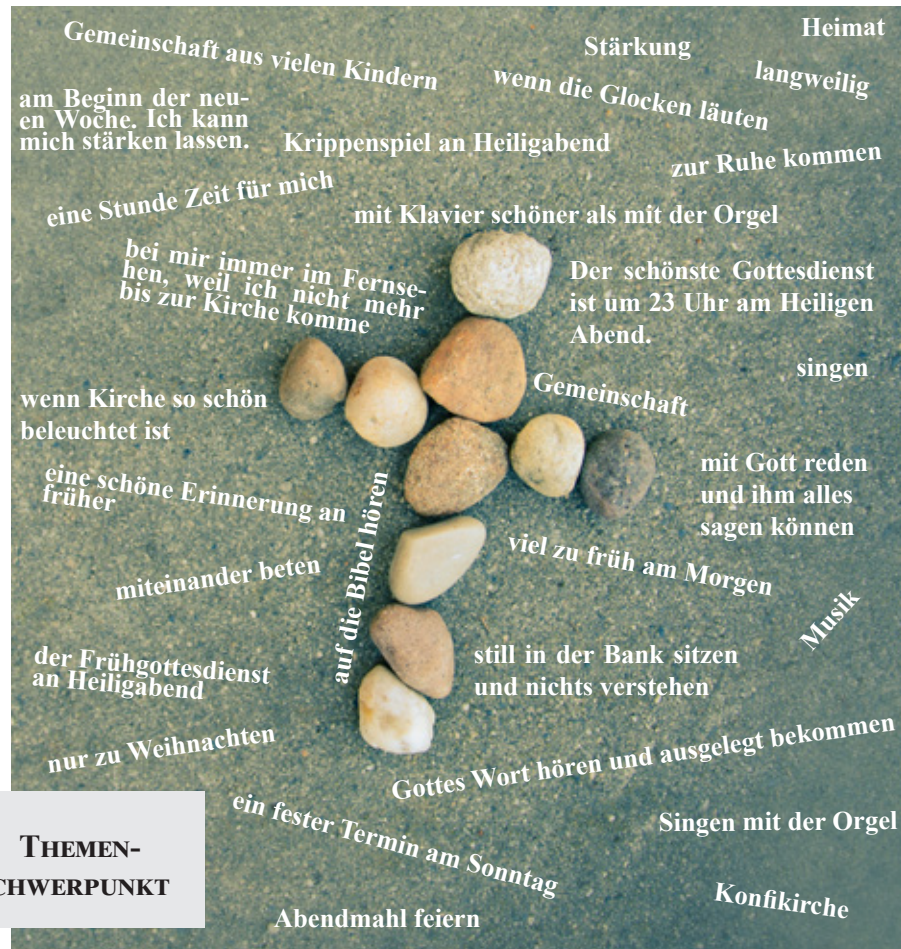 Gemeinschaft aus vielen Kindern
Stärkung
Heimat
wenn die Glocken läuten
langweilig
am Beginn der neu-
en Woche. Ich kann
mich stärken lassen.
Krippenspiel an Heiligabend
zur Ruhe kommen
eine Stunde Zeit für mich
mit Klavier schöner als mit der Orgel
bei mir immer im Fernse-
hen, weil ich nicht mehr
bis zur Kirche komme
Der schönste Gottesdienst
ist um 23 Uhr am Heiligen
Abend.
singen
wenn Kirche so schön
beleuchtet ist
Gemeinschaft
eine schöne Erinnerung an
früher
auf die Bibel hören
mit Gott reden
und ihm alles
sagen können
viel zu früh am Morgen
miteinander beten
Musik
der Frühgottesdienst
an Heiligabend
still in der Bank sitzen
und nichts verstehen
nur zu Weihnachten
Gottes Wort hören und ausgelegt bekommen
ein fester Termin am Sonntag
Singen mit der Orgel
THEMEN-
CHWERPUNKT
Konfikirche
Abendmahl feiern